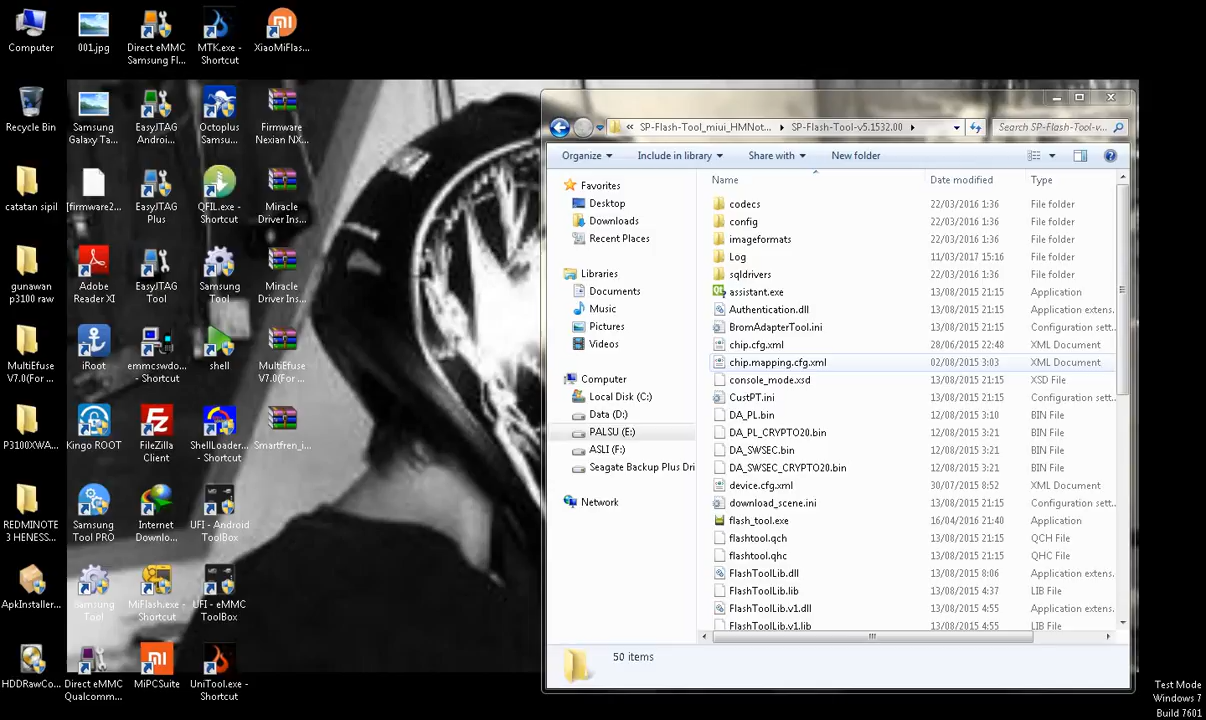 Computer
001.jpg
Direct eMMC
Samsung Fl...
MTK.exe -
Shortcut
XiaoMiFlas...
Recycle Bin
Samsung
Galaxy Ta...
EasyJTAG
Androi...
Octoplus
Samsu...
Firmware
Nexian NX...
catatan sipil
[firmware2...
EasyJTAG
Plus
QFIL.exe -
Shortcut
Miracle
Driver Ins...
gunawan
p3100 raw
Adobe
Reader XI
EasyJTAG
Tool
Samsung
Tool
Miracle
Driver Ins...
MultiEfuse
V7.0(For ...
iRoot
emmcswdo...
- Shortcut
shell
MultiEfuse
V7.0(For ...
P3100XWA...
Kingo ROOT
FileZilla
Client
ShellLoader...
- Shortcut
Smartfren_i...
REDMINOTE
3 HENESS...
Samsung
Tool PRO
Internet
Downlo...
UFI - Android
ToolBox
ApkInstaller...
Samsung
Tool
MiFlash.exe -
Shortcut
UFI - eMMC
ToolBox
HDDRawCo...
Direct eMMC
Qualcomm...
MiPCSuite
UniTool.exe -
Shortcut
« SP-Flash-Tool_miui_HMNot... SP-Flash-Tool-v5.1532.00
Search SP-Flash-Tool-v...
Organize Include in library Share with New folder
Favorites
Desktop
Downloads
Recent Places
Libraries
Documents
Music
Pictures
Videos
Computer
Local Disk (C:)
Data (D:)
PALSU (E:)
ASLI (F:)
Seagate Backup Plus Dri
Network
Name Date modified Type
codecs 22/03/2016 1:36 File folder
config 22/03/2016 1:36 File folder
imageformats 22/03/2016 1:36 File folder
Log 11/03/2017 15:16 File folder
sqldrivers 22/03/2016 1:36 File folder
assistant.exe 13/08/2015 21:15 Application
Authentication.dll 13/08/2015 21:15 Application extens...
BromAdapterTool.ini 13/08/2015 21:15 Configuration sett...
chip.cfg.xml 28/06/2015 22:48 XML Document
chip.mapping.cfg.xml 02/08/2015 3:03 XML Document
console_mode.xsd 13/08/2015 21:15 XSD File
CustPT.ini 13/08/2015 21:15 Configuration sett...
DA_PL.bin 12/08/2015 3:10 BIN File
DA_PL_CRYPTO20.bin 12/08/2015 3:21 BIN File
DA_SWSEC.bin 12/08/2015 3:21 BIN File
DA_SWSEC_CRYPTO20.bin 12/08/2015 3:21 BIN File
device.cfg.xml 30/07/2015 8:52 XML Document
download_scene.ini 13/08/2015 21:15 Configuration sett...
flash_tool.exe 16/04/2016 21:40 Application
flashtool.qch 13/08/2015 21:15 QCH File
flashtool.qhc 13/08/2015 21:15 QHC File
FlashToolLib.dll 13/08/2015 8:06 Application extens...
FlashToolLib.lib 13/08/2015 4:37 LIB File
FlashToolLib.v1.dll 13/08/2015 4:55 Application extens...
FlashToolLib.v1.lib 13/08/2015 4:55 LIB File
50 items
Test Mode
Windows 7
Build 7601